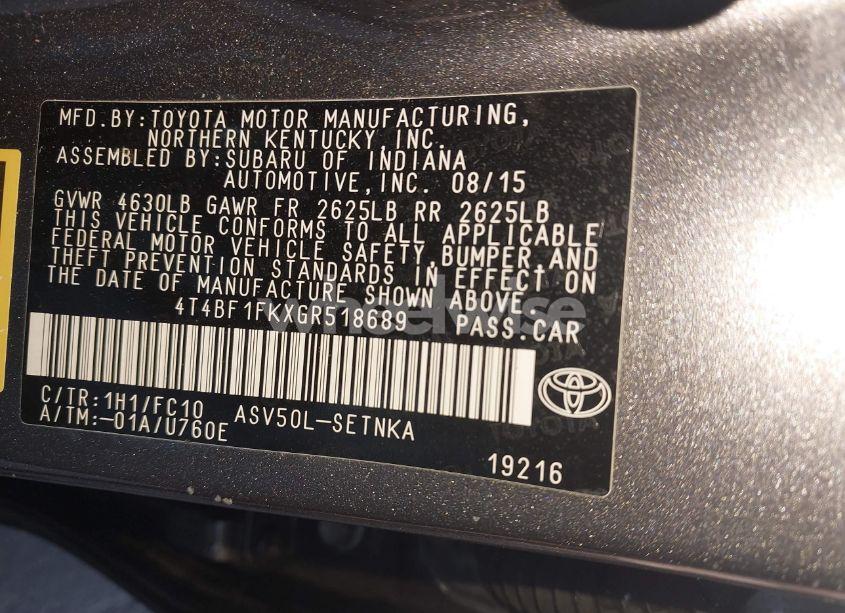 MFD.BY:TOYOTA MOTOR MANUFACTURING,
NORTHERN KENTUCKY,INC.
ASSEMBLED BY:SUBARU OF INDIANA
AUTOMOTIVE,INC. 08/15
GVWR 4630LB GAWR FR 2625LB RR 2625LB
THIS VEHICLE CONFORMS TO ALL APPLICABLE
FEDERAL MOTOR VEHICLE SAFETY,BUMPER,AND
THEFT PREVENTION STANDARDS IN EFFECT ON
THE DATE OF MANUFACTURE SHOWN ABOVE.
4T4BF1FKXGR518689 PASS.CAR
C/TR:1H1/FC10 ASV50L-SETNKA
A/TM:-01A/U760E
19216